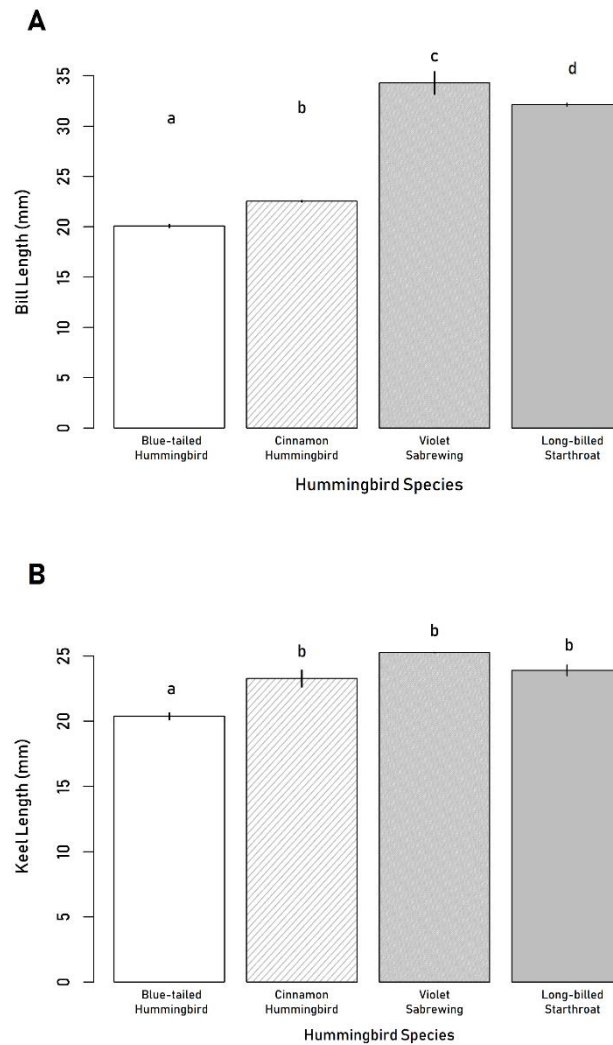 A
Bill Length (mm)
35
30
25
20
15
10
5
0
a
b
c
d
Blue-tailed
Hummingbird
Cinnamon
Hummingbird
Violet
Sabrewing
Long-billed
Starthroat
Hummingbird Species
B
Keel Length (mm)
25
20
15
10
5
0
a
b
b
b
Blue-tailed
Hummingbird
Cinnamon
Hummingbird
Violet
Sabrewing
Long-billed
Starthroat
Hummingbird Species